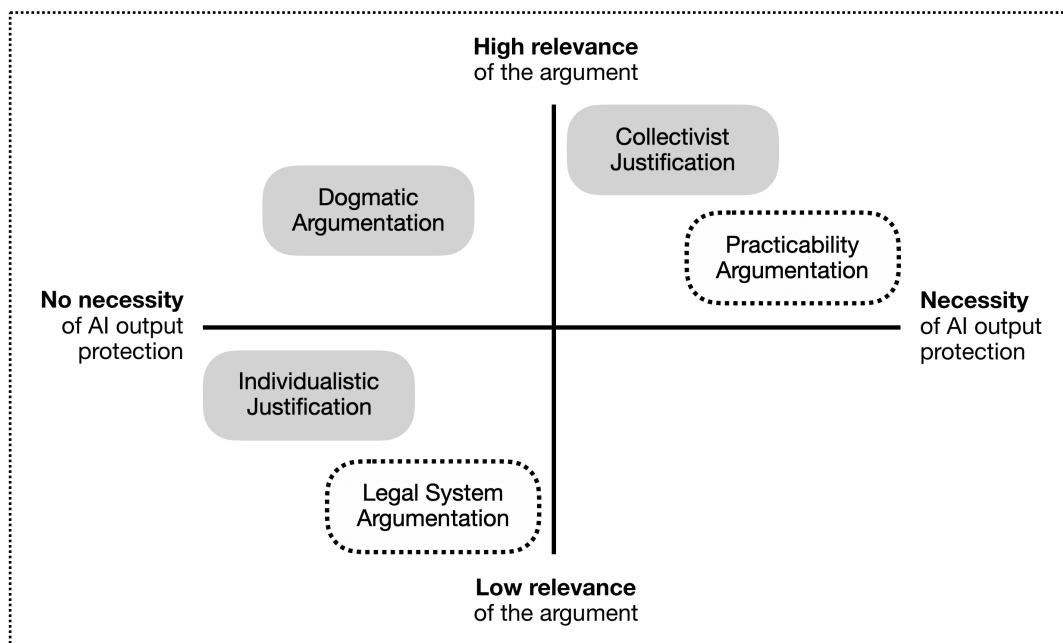 High relevance
of the argument
Collectivist
Justification
Dogmatic
Argumentation
Practicability
Argumentation
No necessity
of AI output
protection
Necessity
of AI output
protection
Individualistic
Justification
Legal System
Argumentation
Low relevance
of the argument